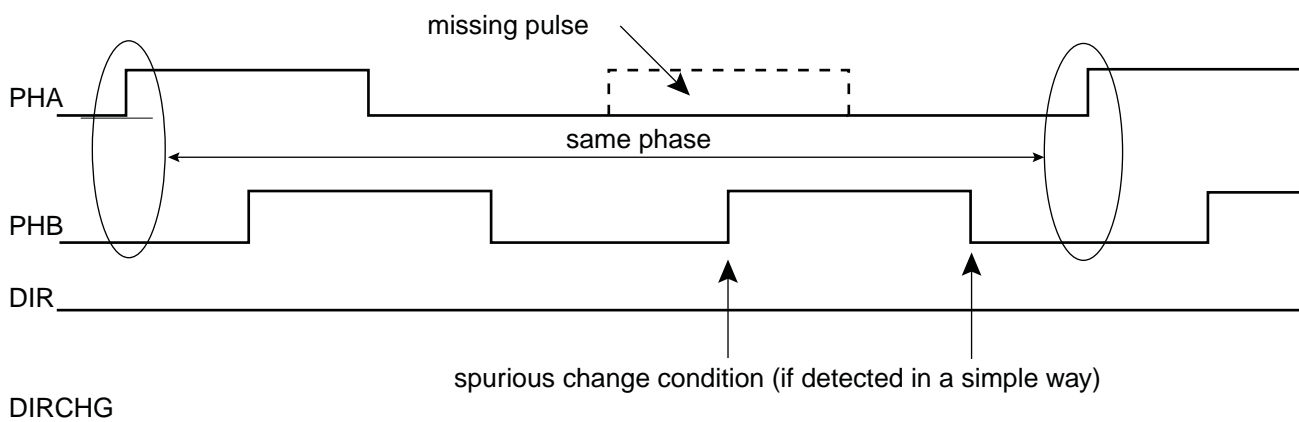 missing pulse
PHA
same phase
PHB
DIR
spurious change condition (if detected in a simple way)
DIRCHG